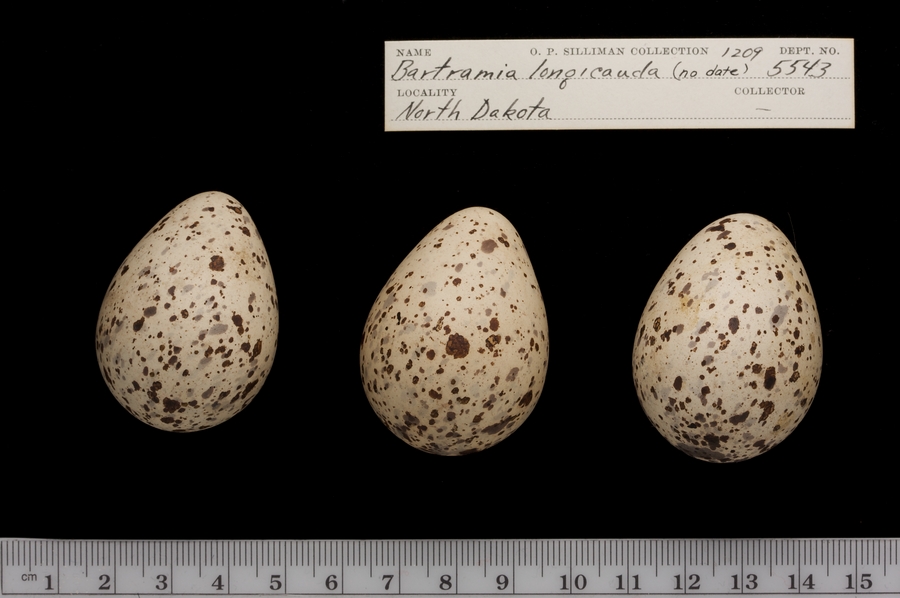 NAME O. P. SILLIMAN COLLECTION 1209 DEPT. NO.
Bartramia longicauda (no date) 5543
LOCALITY COLLECTOR
North Dakota —
cm 1 2 3 4 5 6 7 8 9 10 11 12 13 14 15